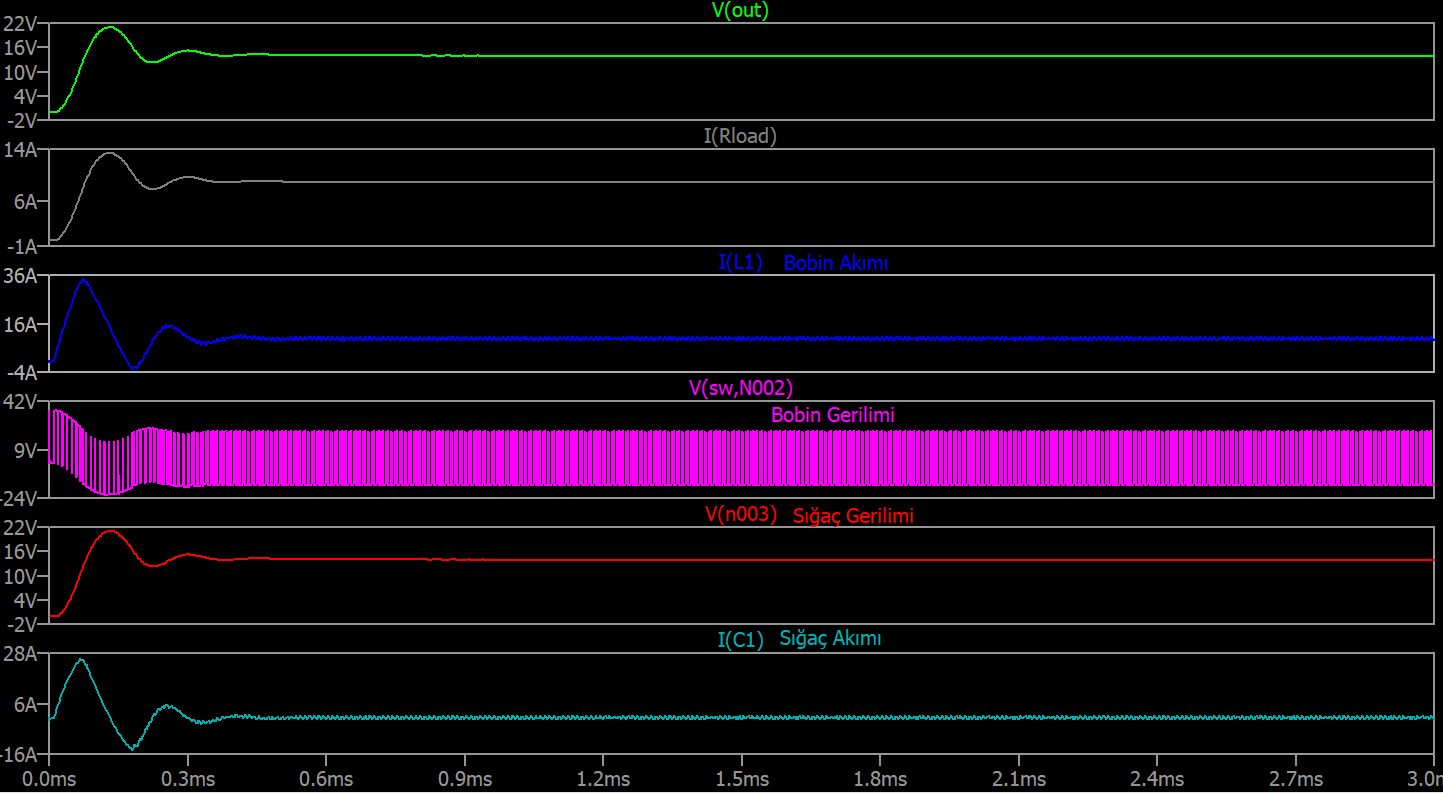 V(out)
22V
16V
10V
4V
-2V
I(Rload)
14A
6A
-1A
I(L1) Bobin Akımı
36A
16A
-4A
V(sw,N002)
42V
Bobin Gerilimi
9V
-24V
V(n003) Sığaç Gerilimi
22V
16V
10V
4V
-2V
I(C1) Sığaç Akımı
28A
6A
-16A
0.0ms 0.3ms 0.6ms 0.9ms 1.2ms 1.5ms 1.8ms 2.1ms 2.4ms 2.7ms 3.0m